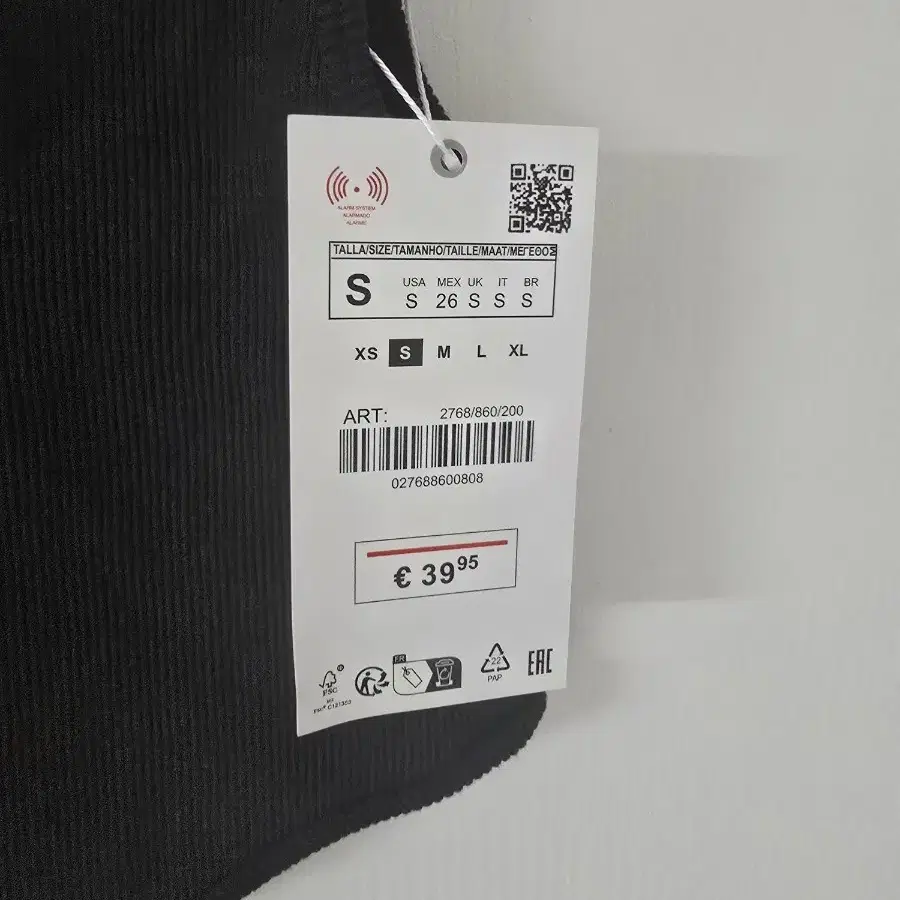 ALARM SYSTEM
ALARMADO
ALARME
TALLA/SIZE/TAMANHO/TAILLE/MAAT/ΜΕΓΕΘΟΣ
S
USA MEX UK IT BR
S 26 S S S
XS S M L XL
ART: 2768/860/200
027688600808
€ 39 95
FR
FSC
22
PAP
EAC